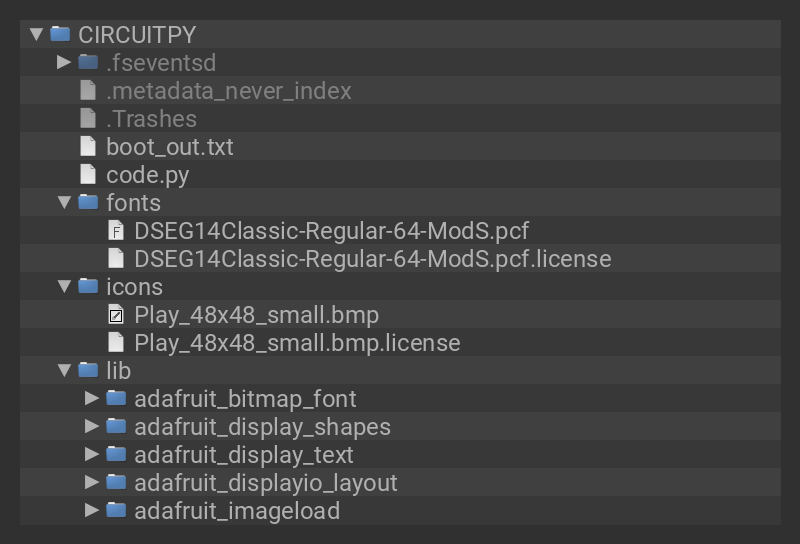 CIRCUITPY
.fseventsd
.metadata_never_index
.Trashes
boot_out.txt
code.py
fonts
DSEG14Classic-Regular-64-ModS.pcf
DSEG14Classic-Regular-64-ModS.pcf.license
icons
Play_48x48_small.bmp
Play_48x48_small.bmp.license
lib
adafruit_bitmap_font
adafruit_display_shapes
adafruit_display_text
adafruit_displayio_layout
adafruit_imageload